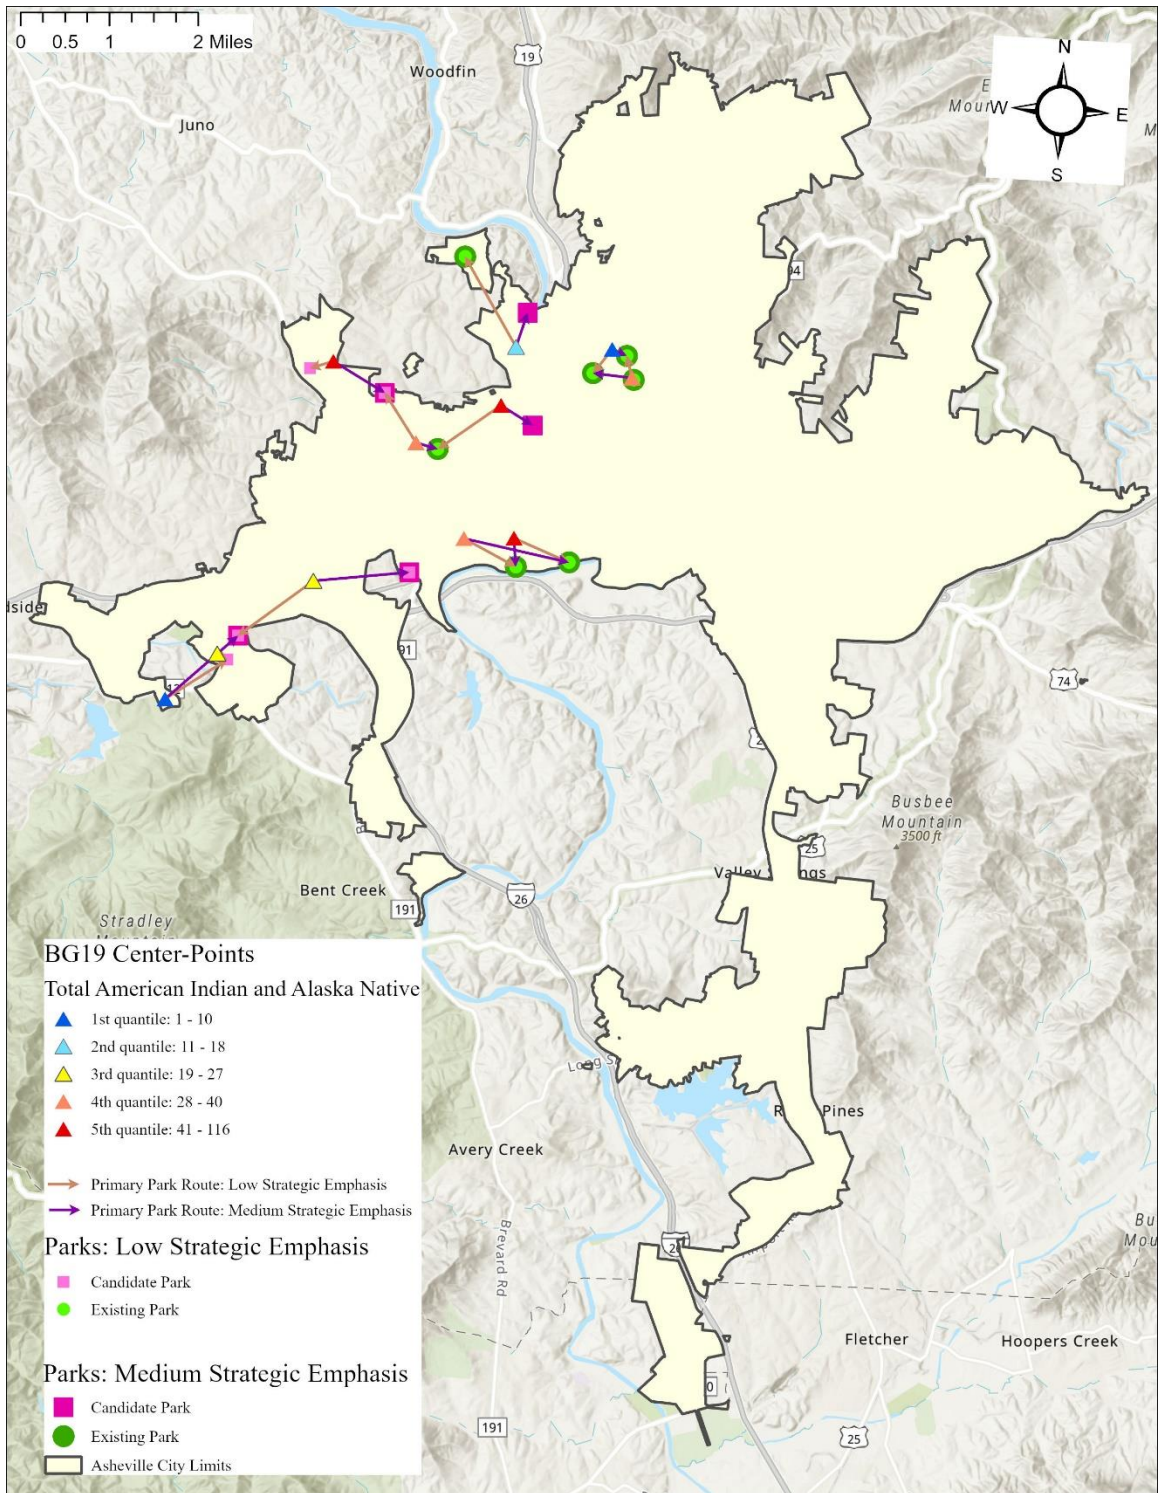 0 0.5 1 2 Miles
Woodfin
19
N
W E
S
Juno
94
91
74
Busbee
Mountain
3500 ft
25
Bent Creek
191
26
Stradley
BG19 Center-Points
Total American Indian and Alaska Native
1st quantile: 1 - 10
2nd quantile: 11 - 18
3rd quantile: 19 - 27
4th quantile: 28 - 40
5th quantile: 41 - 116
Primary Park Route: Low Strategic Emphasis
Primary Park Route: Medium Strategic Emphasis
Parks: Low Strategic Emphasis
Candidate Park
Existing Park
Parks: Medium Strategic Emphasis
Candidate Park
Existing Park
Asheville City Limits
Pines
Avery Creek
Brevard Rd
Fletcher
Hoopers Creek
191
25